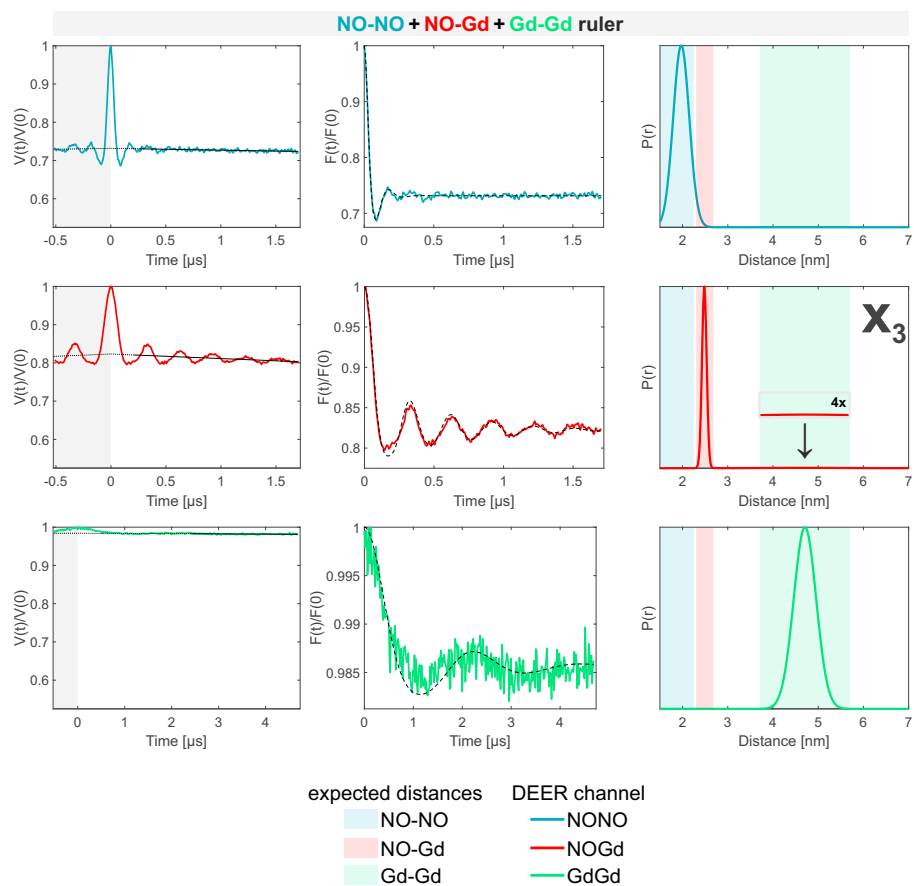 NO-NO + NO-Gd + Gd-Gd ruler
V(t)/V(0)
1
0.9
0.8
0.7
0.6
-0.5 0 0.5 1 1.5
Time [µs]
F(t)/F(0)
1
0.9
0.8
0.7
0 0.5 1 1.5
Time [µs]
P(r)
2 3 4 5 6 7
Distance [nm]
V(t)/V(0)
1
0.9
0.8
0.7
0.6
-0.5 0 0.5 1 1.5
Time [µs]
F(t)/F(0)
1
0.95
0.9
0.85
0.8
0 0.5 1 1.5
Time [µs]
P(r)
X3
4x
2 3 4 5 6 7
Distance [nm]
V(t)/V(0)
1
0.9
0.8
0.7
0.6
0 1 2 3 4
Time [µs]
F(t)/F(0)
1
0.995
0.99
0.985
0 1 2 3 4
Time [µs]
P(r)
2 3 4 5 6 7
Distance [nm]
expected distances DEER channel
NO-NO NONO
NO-Gd NOGd
Gd-Gd GdGd